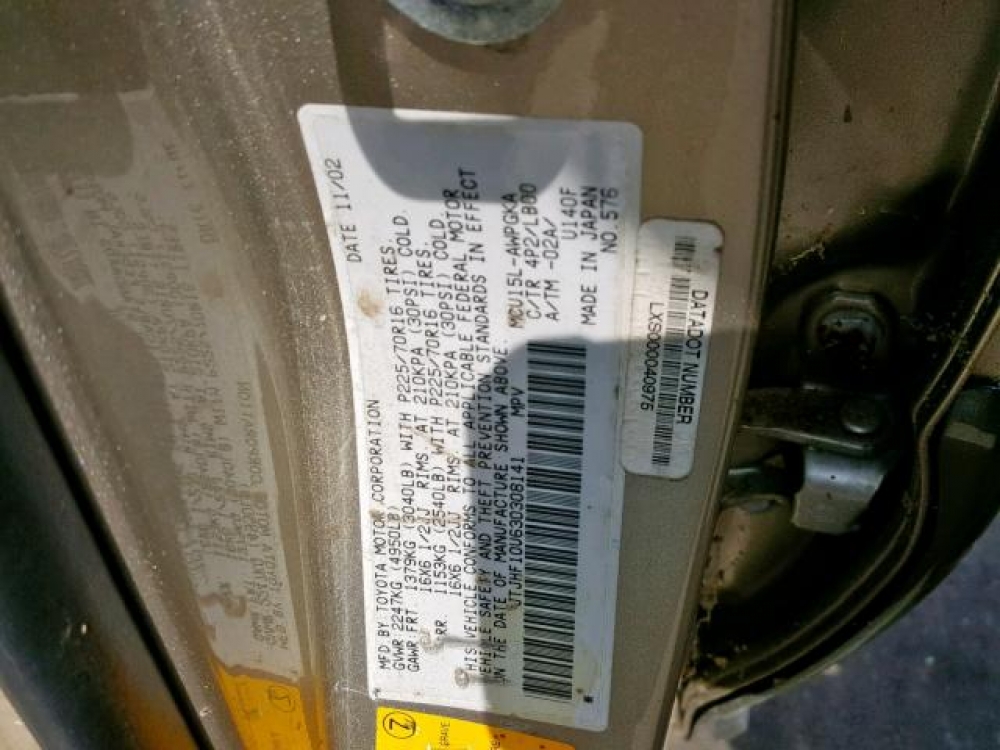 MFD BY TOYOTA MOTOR CORPORATION DATE 11/02
GVWR 2247KG (4950LB)
GAWR FRT 1379KG (3040LB) WITH P225/70R16 TIRES,
16X6 1/2JJ RIMS, AT 210KPA (30PSI) COLD.
RR 1153KG (2540LB) WITH P225/70R16 TIRES,
16X6 1/2JJ RIMS, AT 210KPA (30PSI) COLD.
THIS VEHICLE CONFORMS TO ALL APPLICABLE FEDERAL MOTOR
VEHICLE SAFETY AND THEFT PREVENTION STANDARDS IN EFFECT
ON THE DATE OF MANUFACTURE SHOWN ABOVE.
JTJHF10U630308141 MPV
MCU15L-AWPGKA
C/TR 4P2/LB00
A/TM -02A/ U140F
MADE IN JAPAN
NO.576
DATADOT NUMBER
LXS0000040975